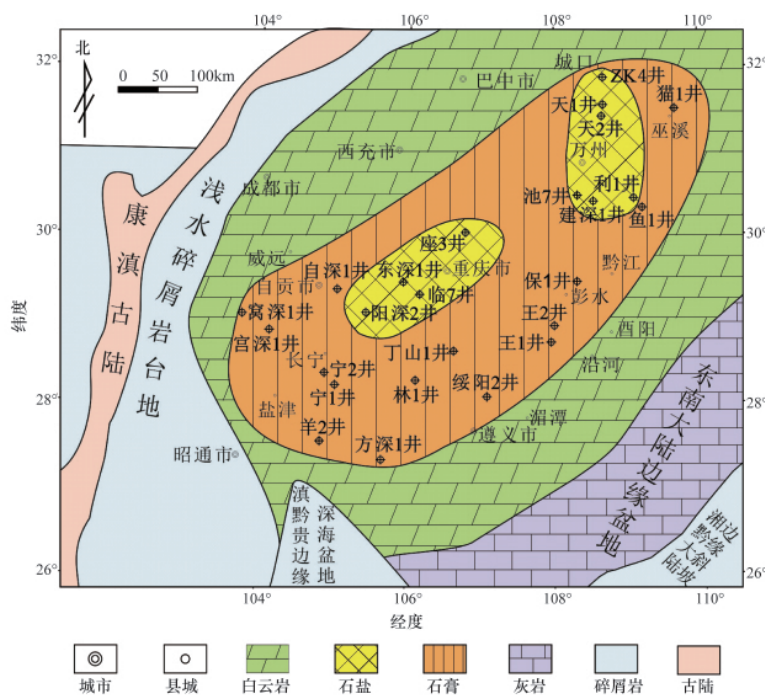 104° 106° 108° 110°
32° 32°
30° 30°
28° 28°
26° 26°
104° 106° 108° 110°
纬度
经度
北
0 50 100km
城口
ZK4井
巴中市
猫1井
天1井
天2井
巫溪
万州
西充市
成都市
池7井
利1井
建深1井
鱼1井
座3井
威远
自深1井
东深1井
重庆市
黔江
自贡市
临7井
保1井
彭水
窝深1井
阳深2井
王2井
宫深1井
丁山1井
王1井
酉阳
长宁
宁2井
沿河
宁1井
林1井
绥阳2井
盐津
湄潭
羊2井
遵义市
方深1井
昭通市
康滇古陆
浅水碎屑岩台地
滇黔贵边缘
深海盆地
东南大陆边缘盆地
湘黔大陆
边缘斜坡
城市
县城
白云岩
石盐
石膏
灰岩
碎屑岩
古陆